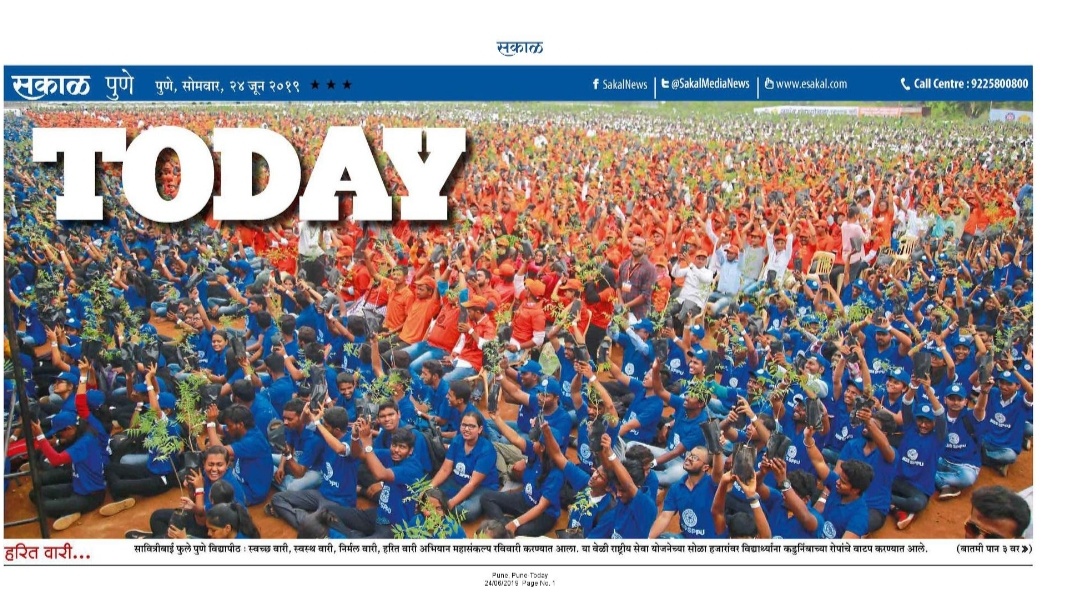 सकाळ
सकाळ पुणे पुणे, सोमवार, २४ जून २०१९ ★ ★ ★ SakalNews | @SakalMediaNews | www.esakal.com Call Centre : 9225800800
TODAY
हरित वारी... सावित्रीबाई फुले पुणे विद्यापीठ : स्वच्छ वारी, स्वस्थ वारी, निर्मल वारी, हरित वारी अभियान महासंकल्प रविवारी करण्यात आला. या वेळी राष्ट्रीय सेवा योजनेच्या सोळा हजारांवर विद्यार्थ्यांना कडुनिंबाच्या रोपांचे वाटप करण्यात आले. (बातमी पान ३ वर)
Pune, Pune-Today
24/06/2019 Page No. 1